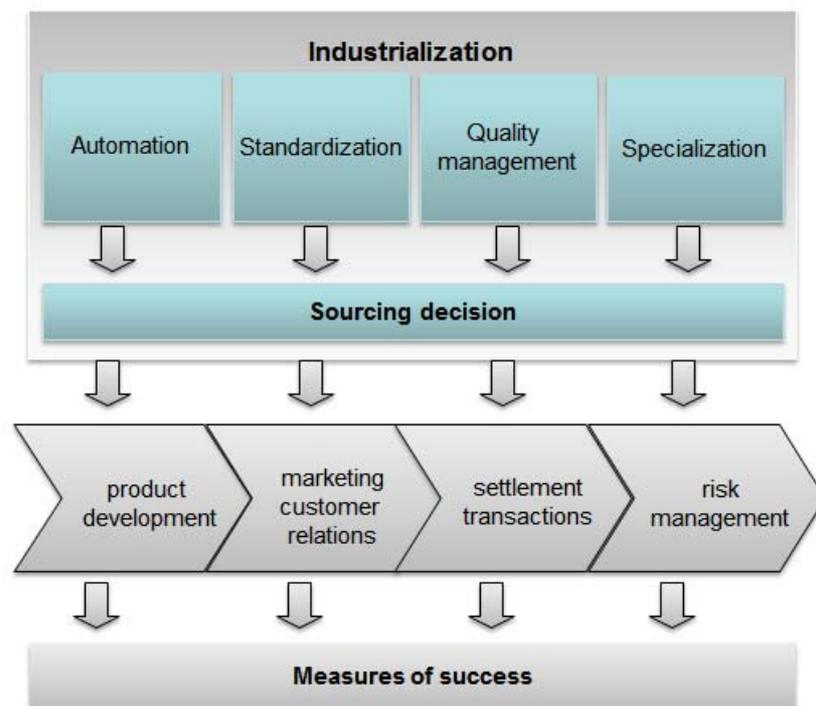 Industrialization
Automation
Standardization
Quality
management
Specialization
Sourcing decision
product
development
marketing
customer
relations
settlement
transactions
risk
management
Measures of success